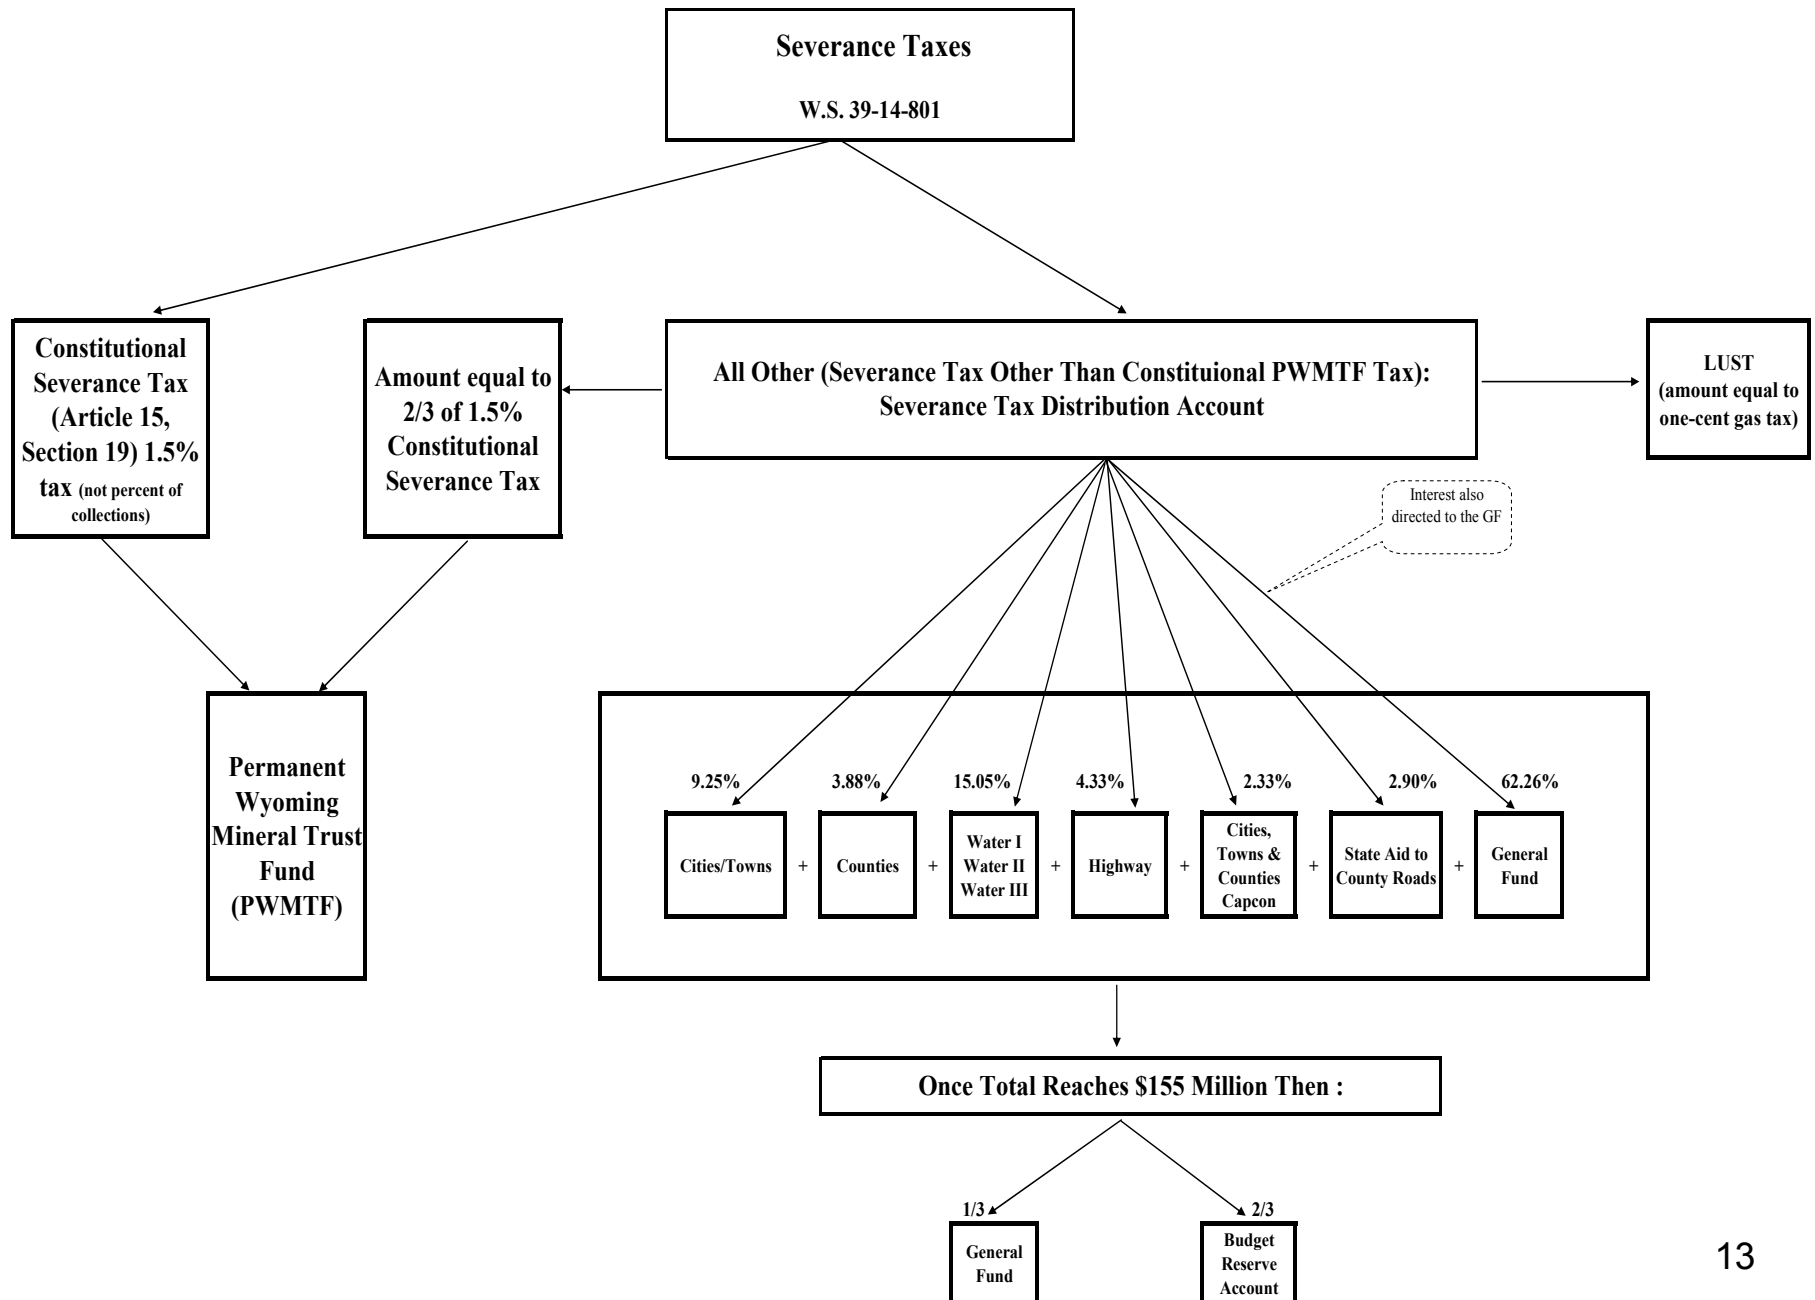 Severance Taxes
W.S. 39-14-801
Constitutional
Severance Tax
(Article 15,
Section 19) 1.5%
tax (not percent of
collections)
Amount equal to
2/3 of 1.5%
Constitutional
Severance Tax
All Other (Severance Tax Other Than Constituional PWMTF Tax):
Severance Tax Distribution Account
LUST
(amount equal to
one-cent gas tax)
Interest also
directed to the GF
Permanent
Wyoming
Mineral Trust
Fund
(PWMTF)
9.25% 3.88% 15.05% 4.33% 2.33% 2.90% 62.26%
Cities/Towns
+
Counties
+
Water I
Water II
Water III
+
Highway
+
Cities,
Towns &
Counties
Capcon
+
State Aid to
County Roads
+
General
Fund
Once Total Reaches $155 Million Then :
1/3
General
Fund
2/3
Budget
Reserve
Account
13